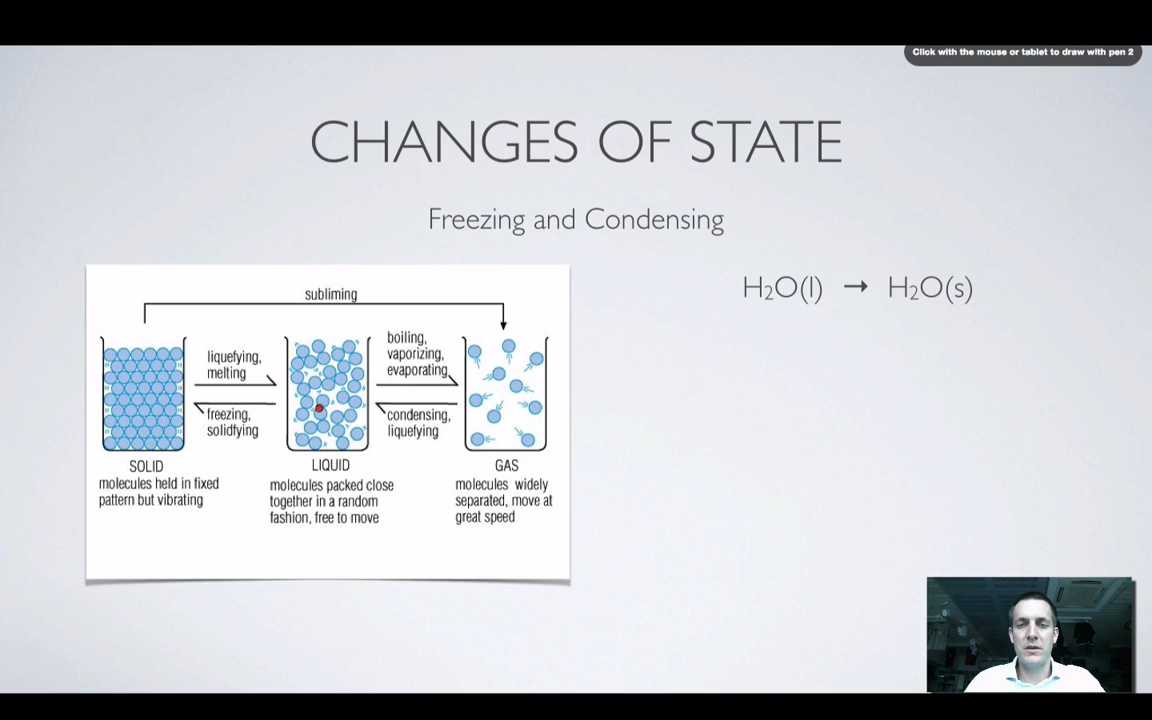 Click with the mouse or tablet to draw with pen 2
CHANGES OF STATE
Freezing and Condensing
H₂O(l) → H₂O(s)
subliming
liquefying,
melting
freezing,
solidfying
boiling,
vaporizing,
evaporating
condensing,
liquefying
SOLID
molecules held in fixed
pattern but vibrating
LIQUID
molecules packed close
together in a random
fashion, free to move
GAS
molecules widely
separated, move at
great speed